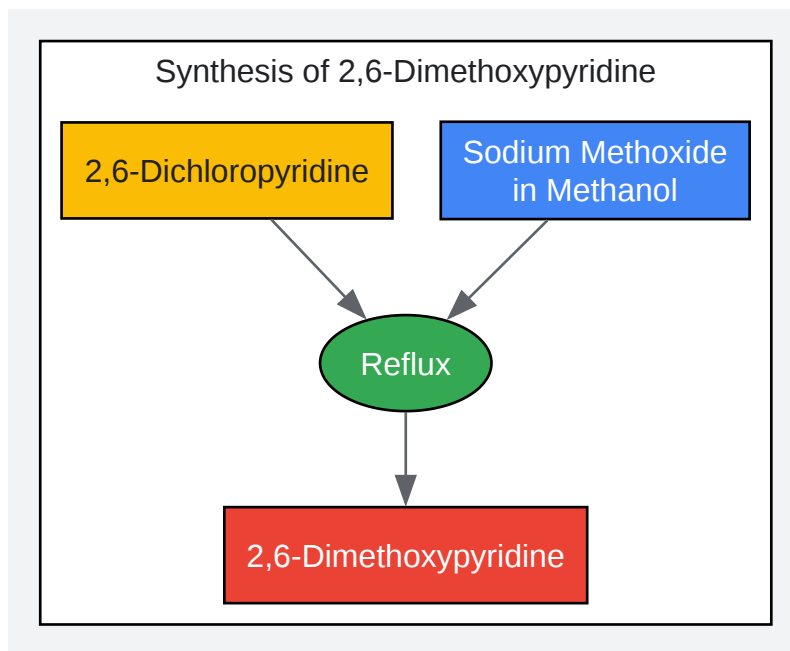 Synthesis of 2,6-Dimethoxypyridine
2,6-Dichloropyridine
Sodium Methoxide
in Methanol
Reflux
2,6-Dimethoxypyridine